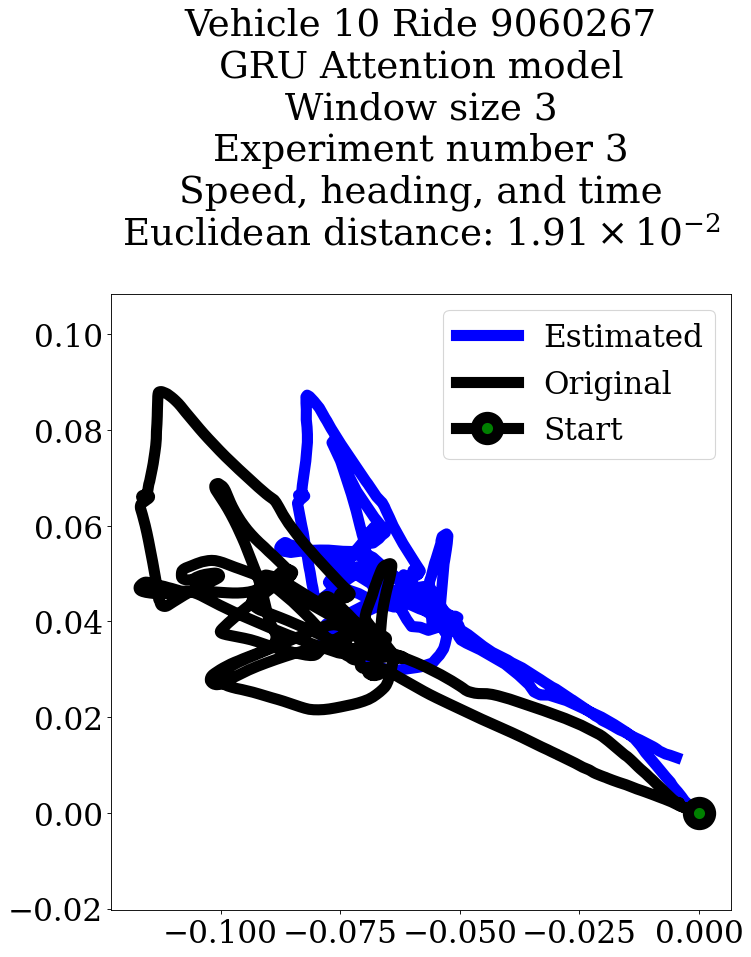 Vehicle 10 Ride 9060267
GRU Attention model
Window size 3
Experiment number 3
Speed, heading, and time
Euclidean distance: 1.91 × 10⁻²
Estimated
Original
Start
0.10
0.08
0.06
0.04
0.02
0.00
−0.02
−0.100 −0.075 −0.050 −0.025 0.000